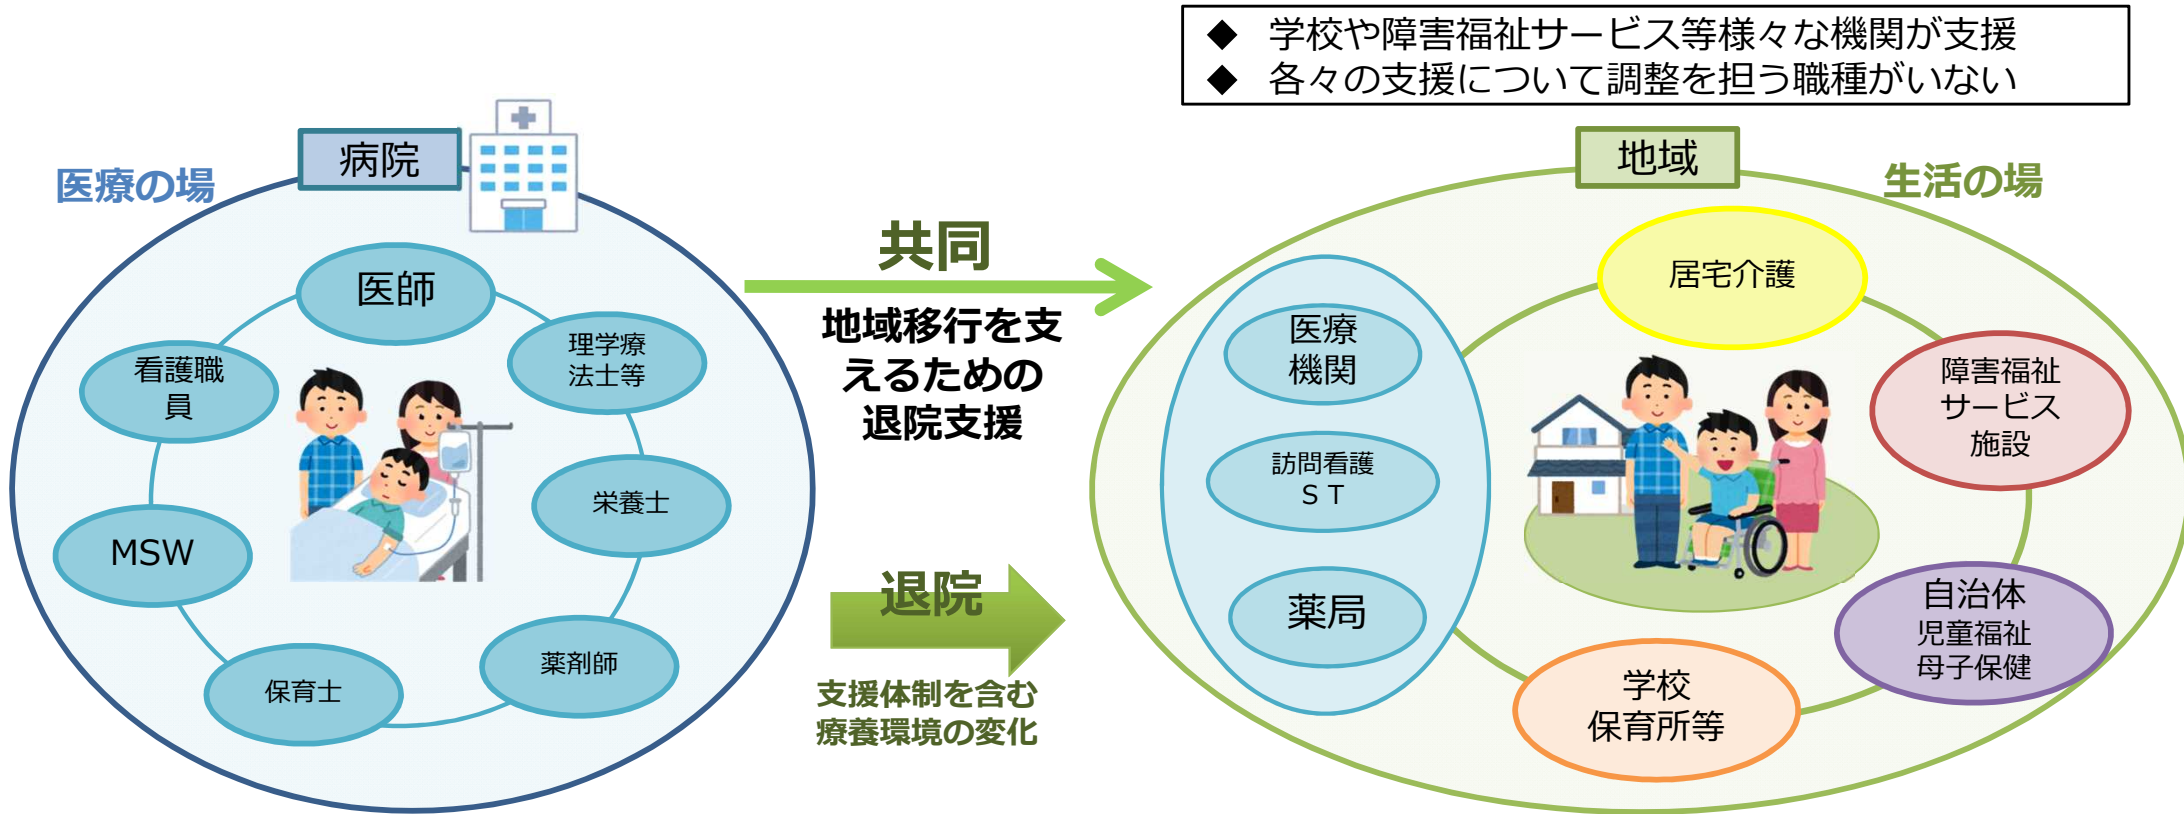 ◆ 学校や障害福祉サービス等様々な機関が支援
◆ 各々の支援について調整を担う職種がいない
病院
医療の場
医師
理学療
法士等
看護職
員
栄養士
MSW
薬剤師
保育士
共同
地域移行を支
えるための
退院支援
退院
支援体制を含む
療養環境の変化
地域
生活の場
居宅介護
医療
機関
障害福祉
サービス
施設
訪問看護
ＳＴ
薬局
自治体
児童福祉
母子保健
学校
保育所等